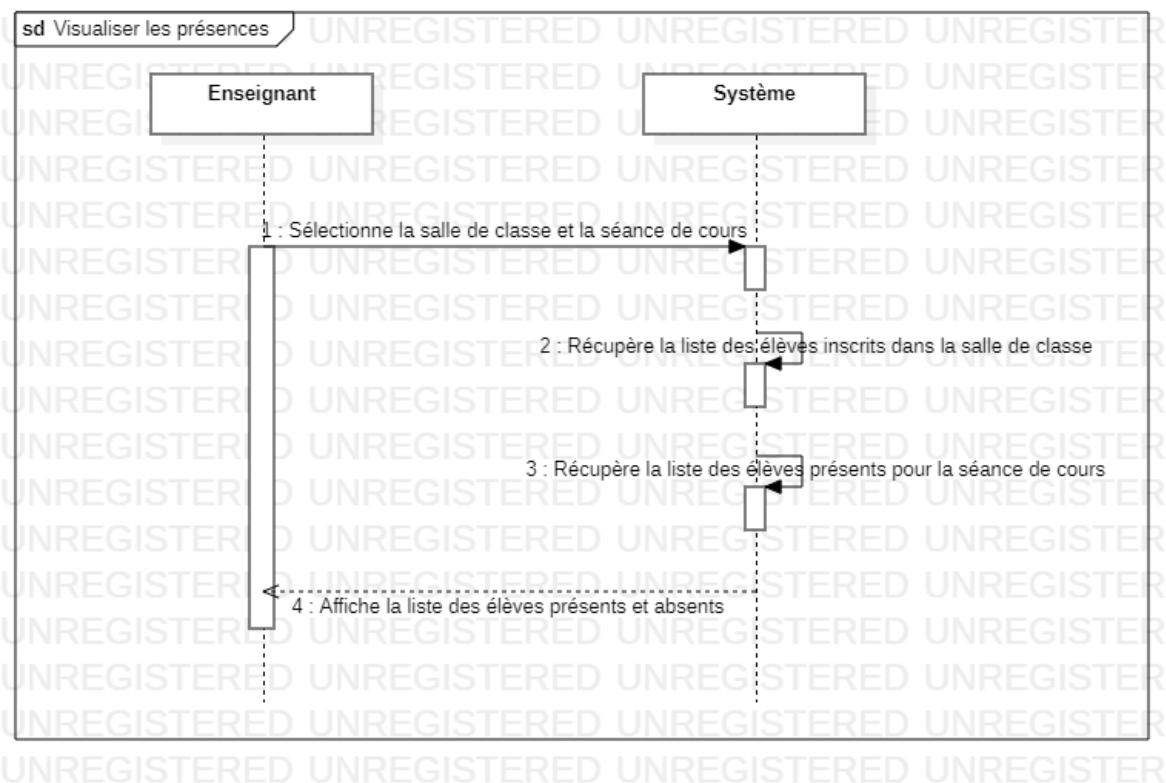 sd Visualiser les présences
Enseignant
Système
1 : Sélectionne la salle de classe et la séance de cours
2 : Récupère la liste des élèves inscrits dans la salle de classe
3 : Récupère la liste des élèves présents pour la séance de cours
4 : Affiche la liste des élèves présents et absents
UNREGISTERED